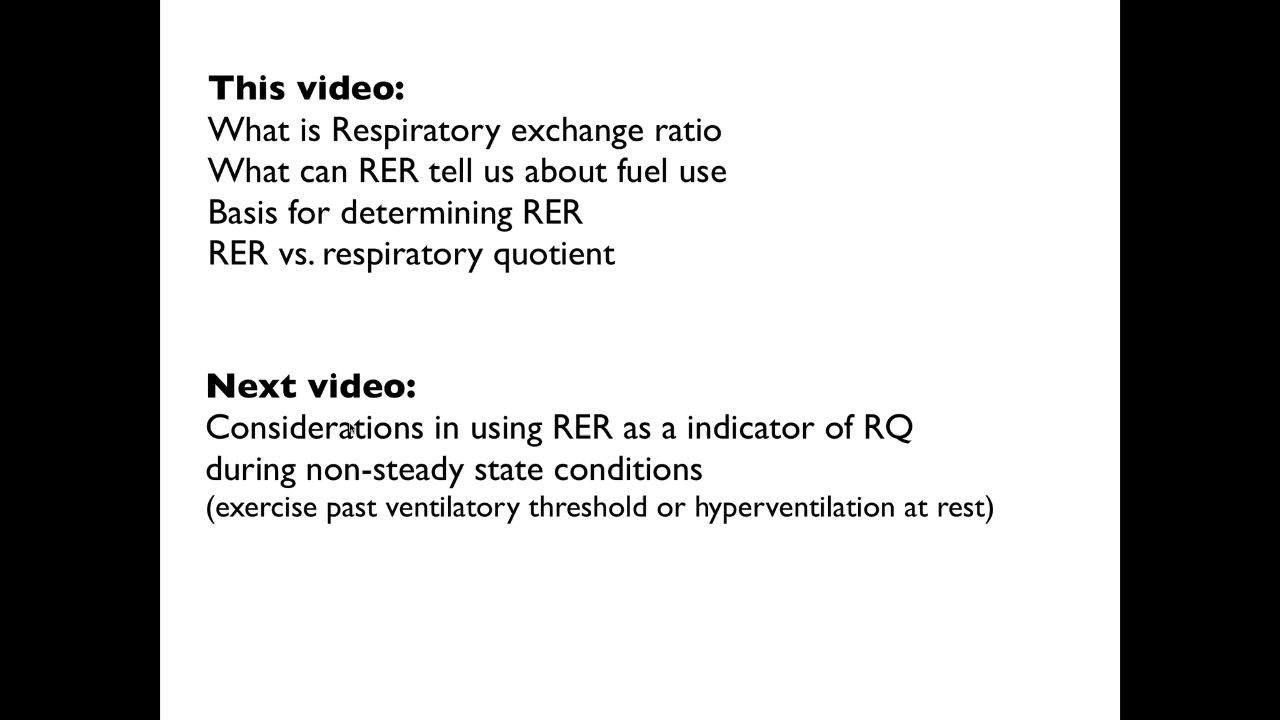 This video:
What is Respiratory exchange ratio
What can RER tell us about fuel use
Basis for determining RER
RER vs. respiratory quotient
Next video:
Considerations in using RER as a indicator of RQ
during non-steady state conditions
(exercise past ventilatory threshold or hyperventilation at rest)